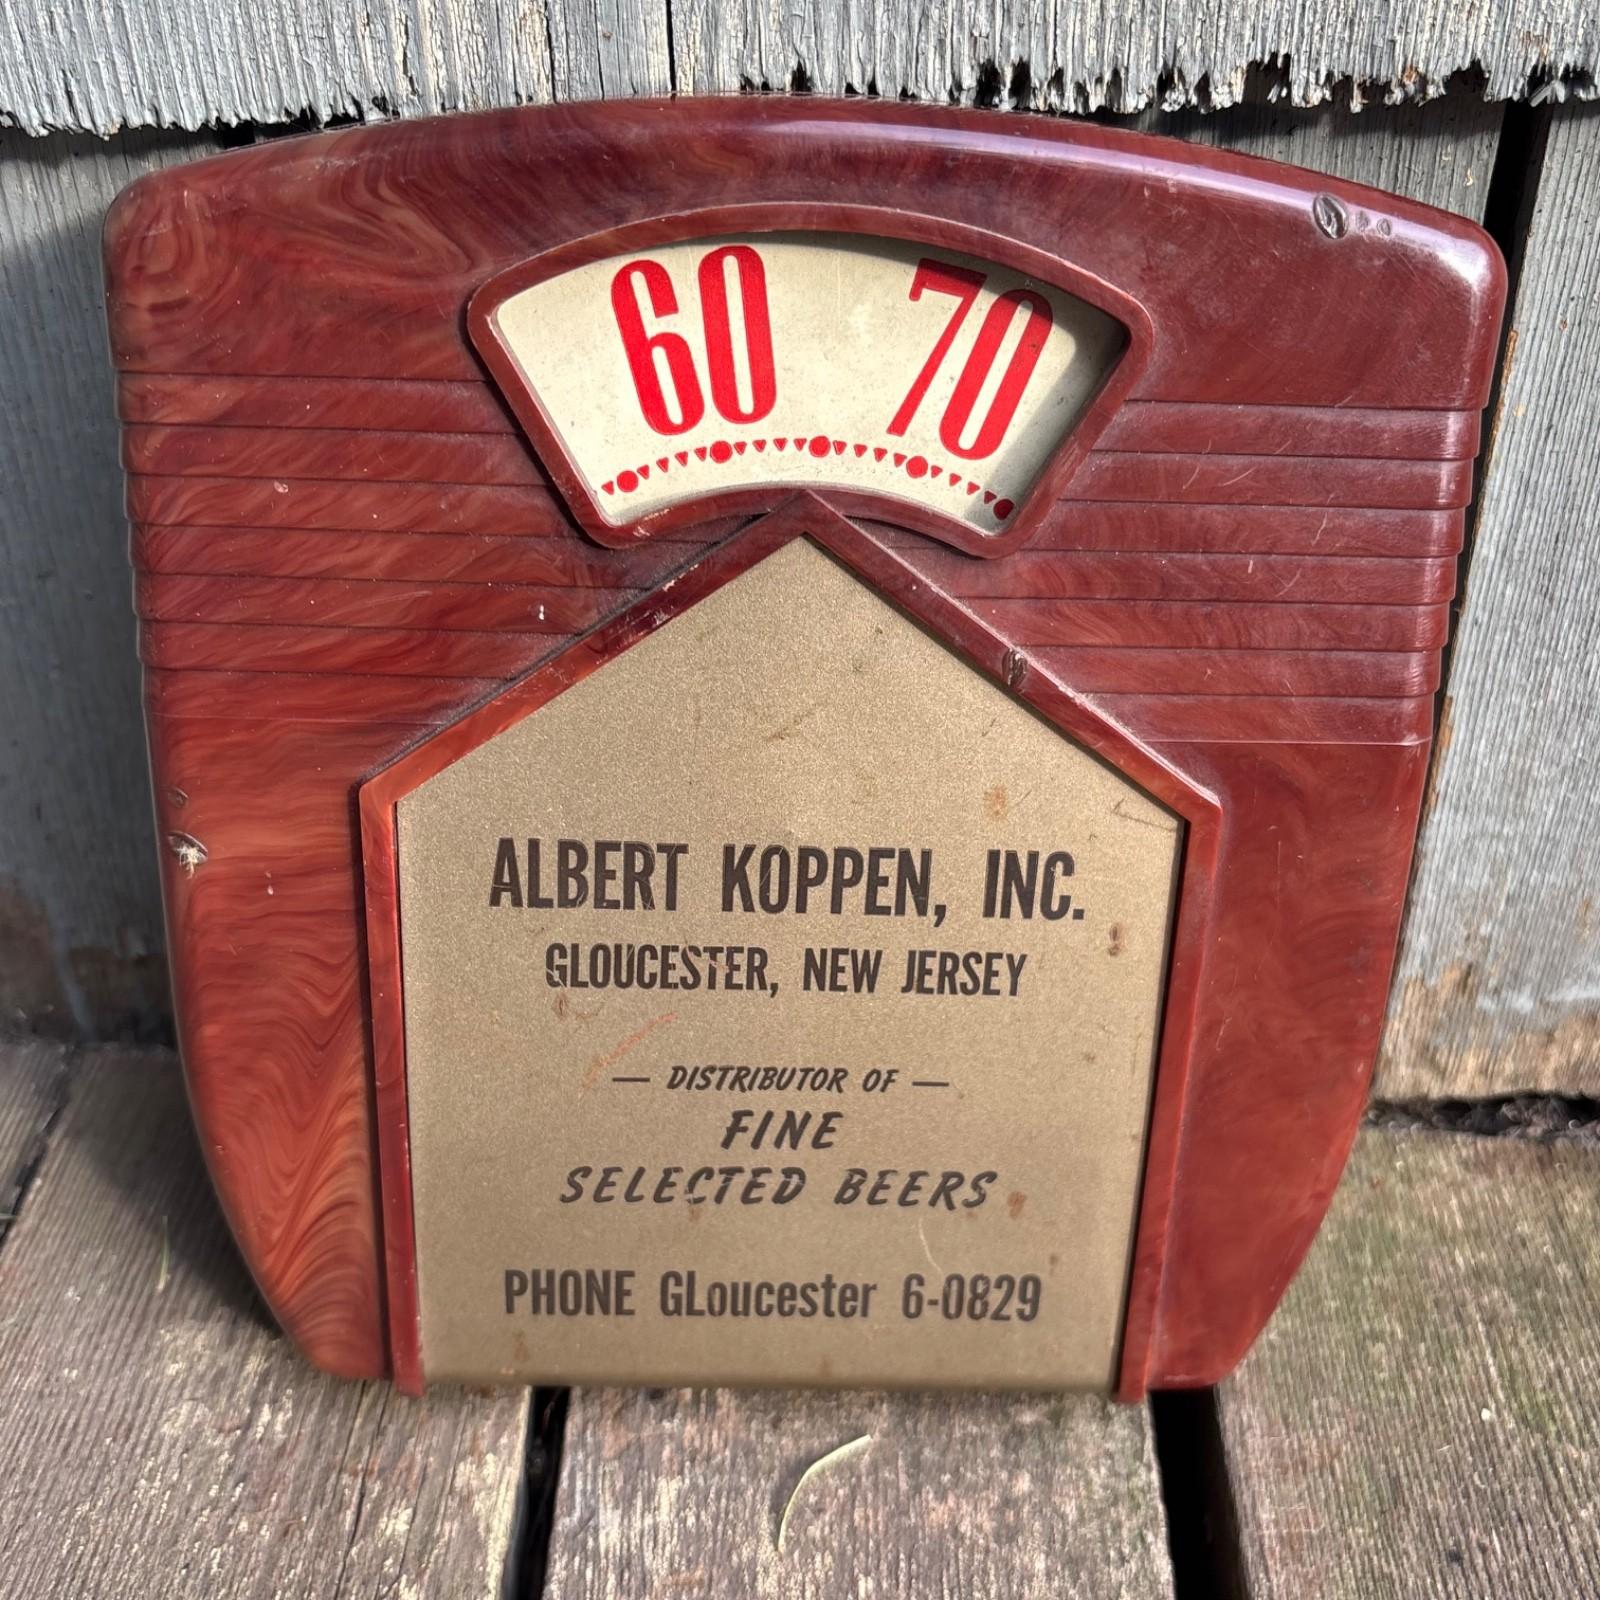 60 70
ALBERT KOPPEN, INC.
GLOUCESTER, NEW JERSEY
— DISTRIBUTOR OF —
FINE
SELECTED BEERS
PHONE GLoucester 6-0829